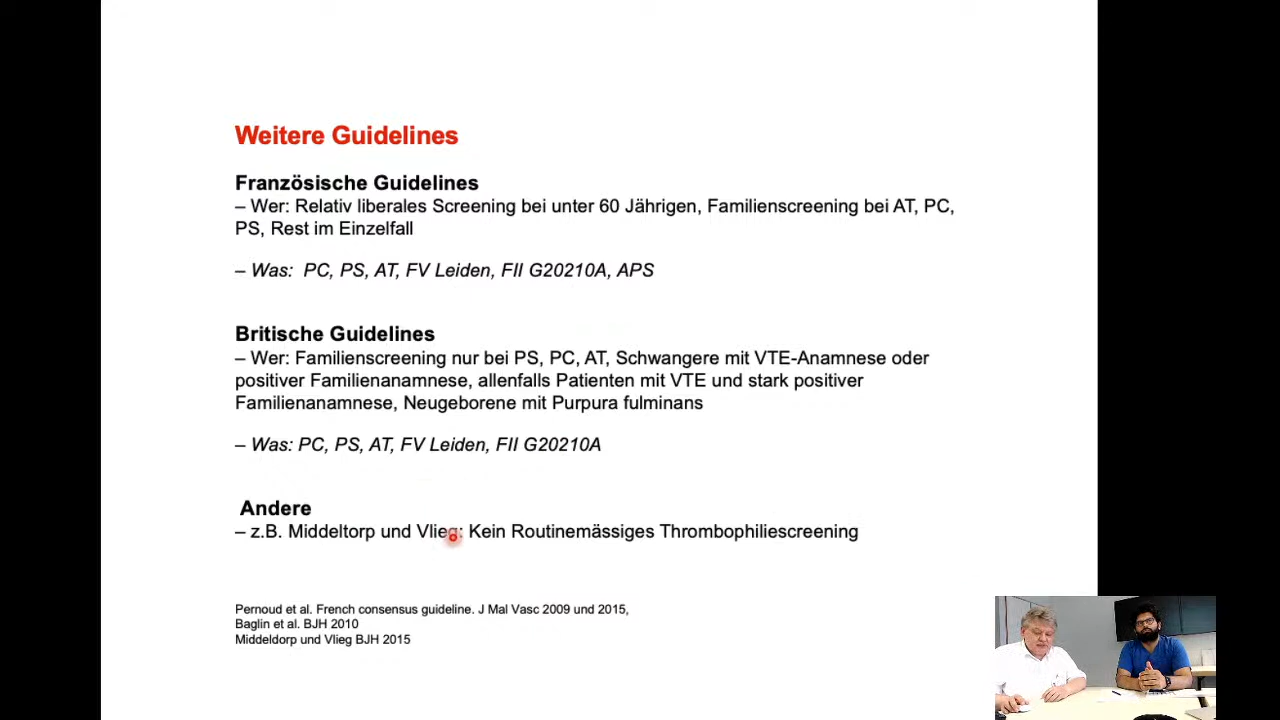 Weitere Guidelines
Französische Guidelines
– Wer: Relativ liberales Screening bei unter 60 Jährigen, Familienscreening bei AT, PC,
PS, Rest im Einzelfall
– Was: PC, PS, AT, FV Leiden, FII G20210A, APS
Britische Guidelines
– Wer: Familienscreening nur bei PS, PC, AT, Schwangere mit VTE-Anamnese oder
positiver Familienanamnese, allenfalls Patienten mit VTE und stark positiver
Familienanamnese, Neugeborene mit Purpura fulminans
– Was: PC, PS, AT, FV Leiden, FII G20210A
Andere
– z.B. Middeltorp und Vlieg: Kein Routinemässiges Thrombophiliescreening
Pernoud et al. French consensus guideline. J Mal Vasc 2009 und 2015,
Baglin et al. BJH 2010
Middeldorp und Vlieg BJH 2015